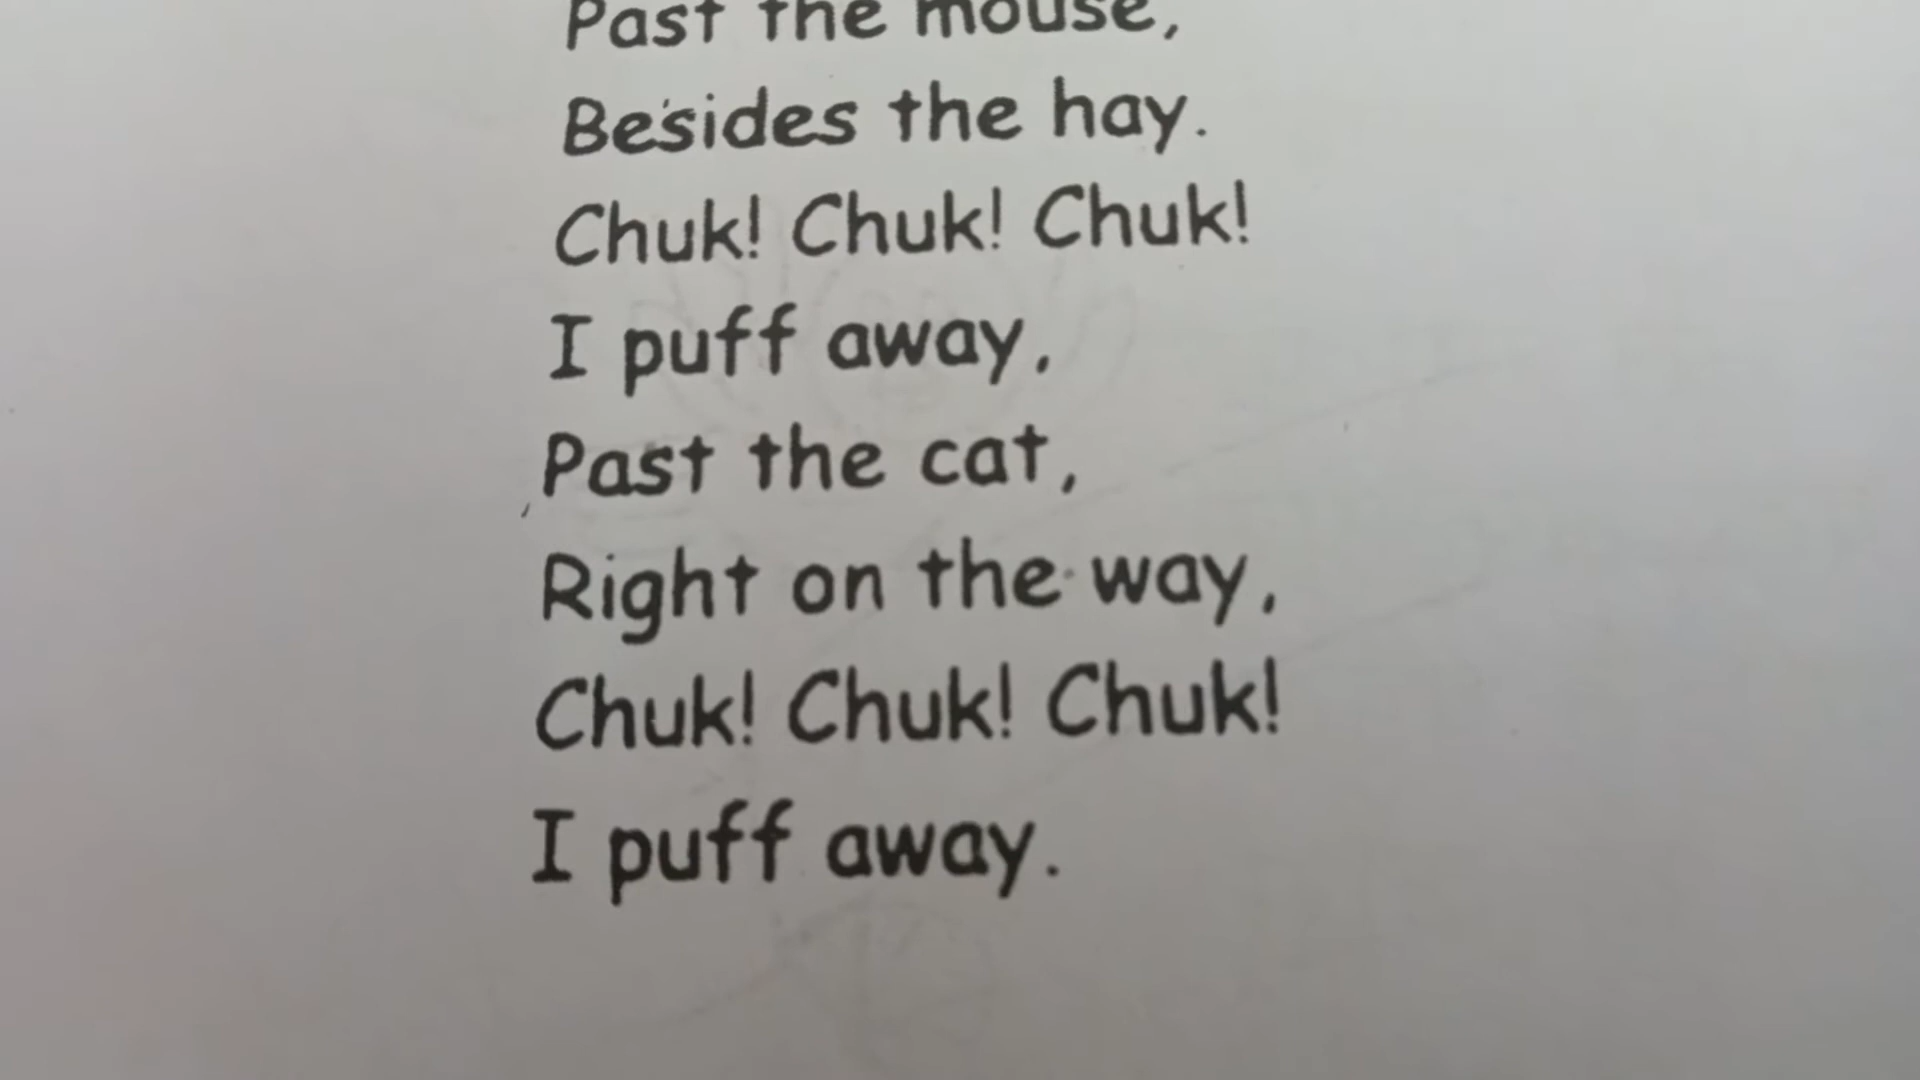 Past the mouse,
Besides the hay.
Chuk! Chuk! Chuk!
I puff away,
Past the cat,
Right on the way,
Chuk! Chuk! Chuk!
I puff away.